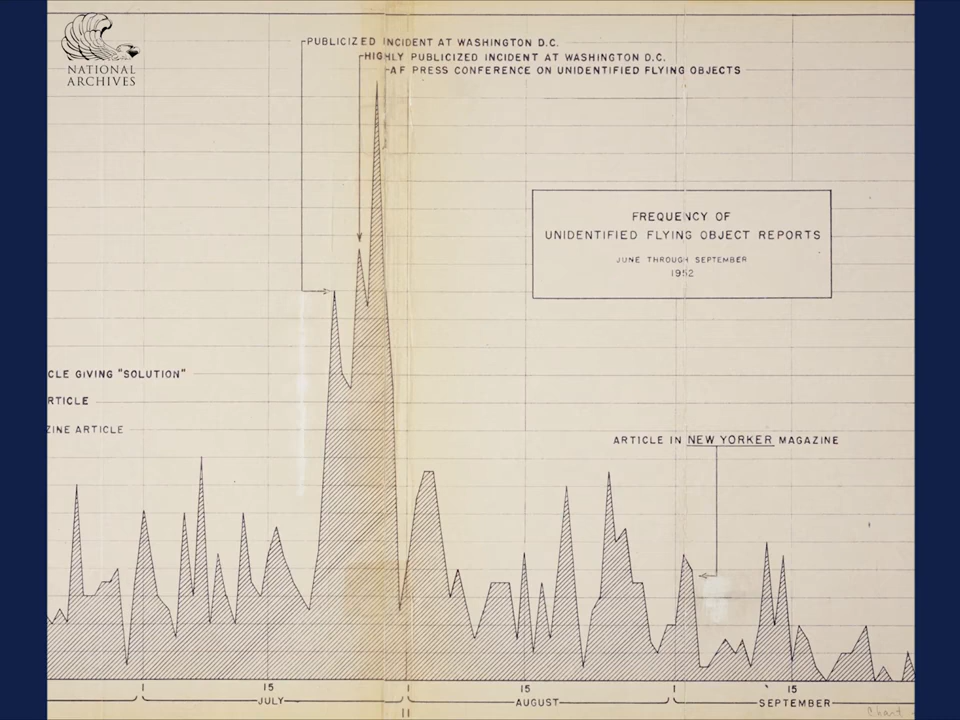 NATIONAL
ARCHIVES
PUBLICIZED INCIDENT AT WASHINGTON D.C.
HIGHLY PUBLICIZED INCIDENT AT WASHINGTON D.C.
AF PRESS CONFERENCE ON UNIDENTIFIED FLYING OBJECTS
FREQUENCY OF
UNIDENTIFIED FLYING OBJECT REPORTS
JUNE THROUGH SEPTEMBER
1952
CLE GIVING "SOLUTION"
RTICLE
ZINE ARTICLE
ARTICLE IN NEW YORKER MAGAZINE
1 15 1 15 1 15
JULY AUGUST SEPTEMBER
11
Chart